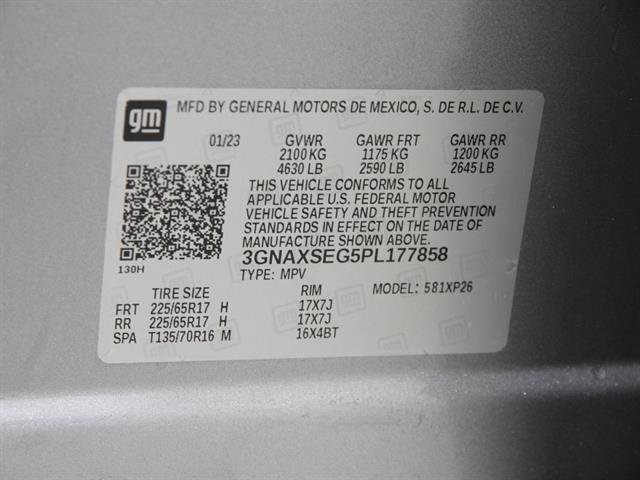 gm MFD BY GENERAL MOTORS DE MEXICO, S. DE R.L. DE C.V.
01/23 GVWR GAWR FRT GAWR RR
2100 KG 1175 KG 1200 KG
4630 LB 2590 LB 2645 LB
THIS VEHICLE CONFORMS TO ALL
APPLICABLE U.S. FEDERAL MOTOR
VEHICLE SAFETY AND THEFT PREVENTION
STANDARDS IN EFFECT ON THE DATE OF
MANUFACTURE SHOWN ABOVE.
130H 3GNAXSEG5PL177858
TYPE: MPV MODEL: 581XP26
TIRE SIZE RIM
FRT 225/65R17 H 17X7J
RR 225/65R17 H 17X7J
SPA T135/70R16 M 16X4BT